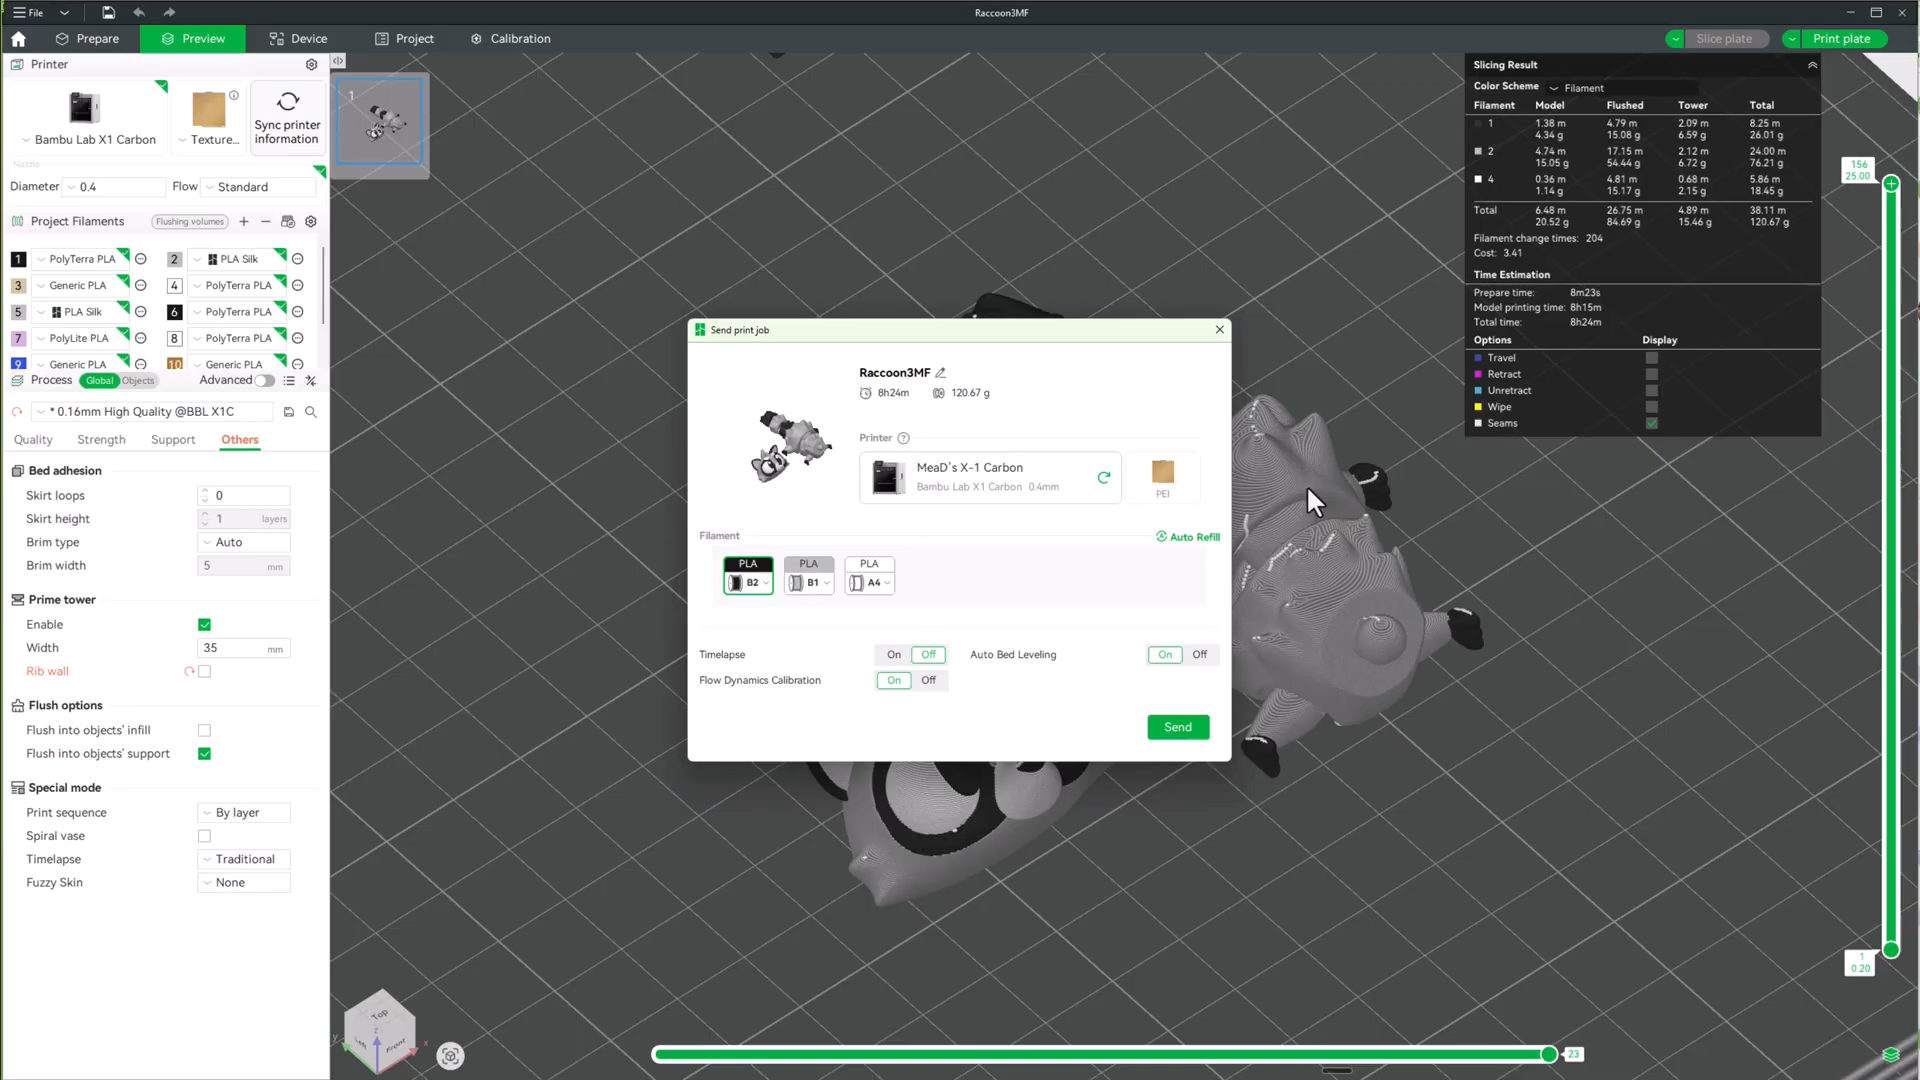 File
Raccoon3MF
Prepare
Preview
Device
Project
Calibration
Slice plate
Print plate
Printer
Bambu Lab X1 Carbon
Texture...
Sync printer
information
Nozzle
Diameter
0.4
Flow
Standard
Project Filaments
Flushing volumes
1 PolyTerra PLA
2 PLA Silk
3 Generic PLA
4 PolyTerra PLA
5 PLA Silk
6 PolyTerra PLA
7 PolyLite PLA
8 PolyTerra PLA
9 Generic PLA
10 Generic PLA
Process
Global
Objects
Advanced
* 0.16mm High Quality @BBL X1C
Quality
Strength
Support
Others
Bed adhesion
Skirt loops 0
Skirt height 1 layers
Brim type Auto
Brim width 5 mm
Prime tower
Enable
Width 35 mm
Rib wall
Flush options
Flush into objects' infill
Flush into objects' support
Special mode
Print sequence By layer
Spiral vase
Timelapse Traditional
Fuzzy Skin None
1
Send print job
Raccoon3MF
8h24m 120.67 g
Printer
MeaD's X-1 Carbon
Bambu Lab X1 Carbon 0.4mm
PEI
Filament
Auto Refill
PLA
B2
PLA
B1
PLA
A4
Timelapse On Off
Auto Bed Leveling On Off
Flow Dynamics Calibration On Off
Send
Slicing Result
Color Scheme Filament
Filament Model Flushed Tower Total
1 1.38 m 4.79 m 2.09 m 8.25 m
4.34 g 15.08 g 6.59 g 26.01 g
2 4.74 m 17.15 m 2.12 m 24.00 m
15.05 g 54.44 g 6.72 g 76.21 g
4 0.36 m 4.81 m 0.68 m 5.86 m
1.14 g 15.17 g 2.15 g 18.45 g
Total 6.48 m 26.75 m 4.89 m 38.11 m
20.52 g 84.69 g 15.46 g 120.67 g
Filament change times: 204
Cost: 3.41
Time Estimation
Prepare time: 8m23s
Model printing time: 8h15m
Total time: 8h24m
Options Display
Travel
Retract
Unretract
Wipe
Seams
156
25.00
1
0.20
Top
Left
Front
z
y
x
23